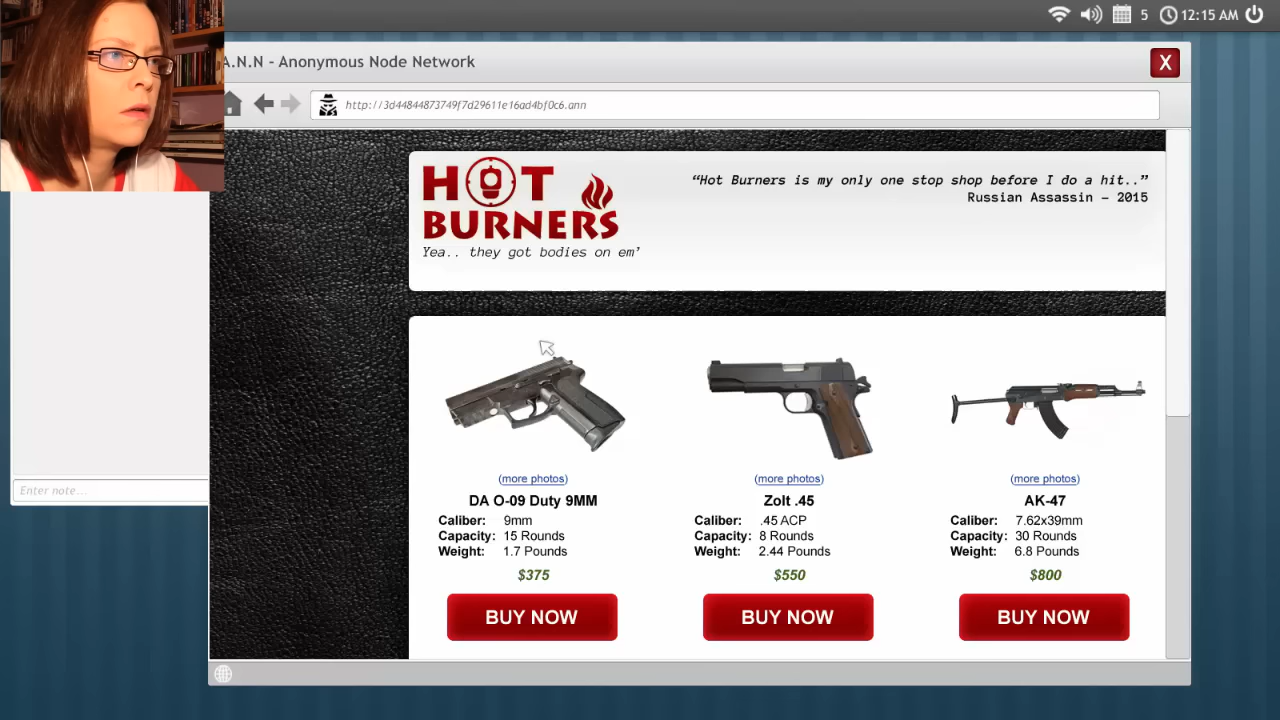 5 12:15 AM
A.N.N - Anonymous Node Network
X
http://3d44844873749f7d29611e16ad4bf0c6.ann
HOT
BURNERS
Yea.. they got bodies on em'
“Hot Burners is my only one stop shop before I do a hit..”
Russian Assassin – 2015
(more photos)
DA O-09 Duty 9MM
Caliber: 9mm
Capacity: 15 Rounds
Weight: 1.7 Pounds
$375
BUY NOW
(more photos)
Zolt .45
Caliber: .45 ACP
Capacity: 8 Rounds
Weight: 2.44 Pounds
$550
BUY NOW
(more photos)
AK-47
Caliber: 7.62x39mm
Capacity: 30 Rounds
Weight: 6.8 Pounds
$800
BUY NOW
Enter note...